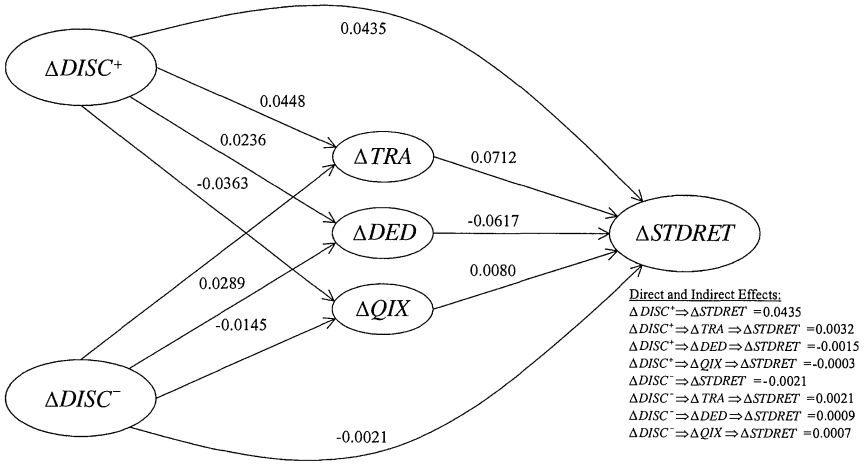 0.0435
ΔDISC⁺
0.0448
0.0236
-0.0363
ΔTRA
0.0712
ΔDED
-0.0617
ΔSTDRET
0.0080
0.0289
ΔQIX
-0.0145
ΔDISC⁻
-0.0021
Direct and Indirect Effects:
ΔDISC⁺⇒ΔSTDRET =0.0435
ΔDISC⁺⇒ΔTRA⇒ΔSTDRET =0.0032
ΔDISC⁺⇒ΔDED⇒ΔSTDRET =-0.0015
ΔDISC⁺⇒ΔQIX⇒ΔSTDRET =-0.0003
ΔDISC⁻⇒ΔSTDRET =-0.0021
ΔDISC⁻⇒ΔTRA⇒ΔSTDRET =0.0021
ΔDISC⁻⇒ΔDED⇒ΔSTDRET =0.0009
ΔDISC⁻⇒ΔQIX⇒ΔSTDRET =0.0007